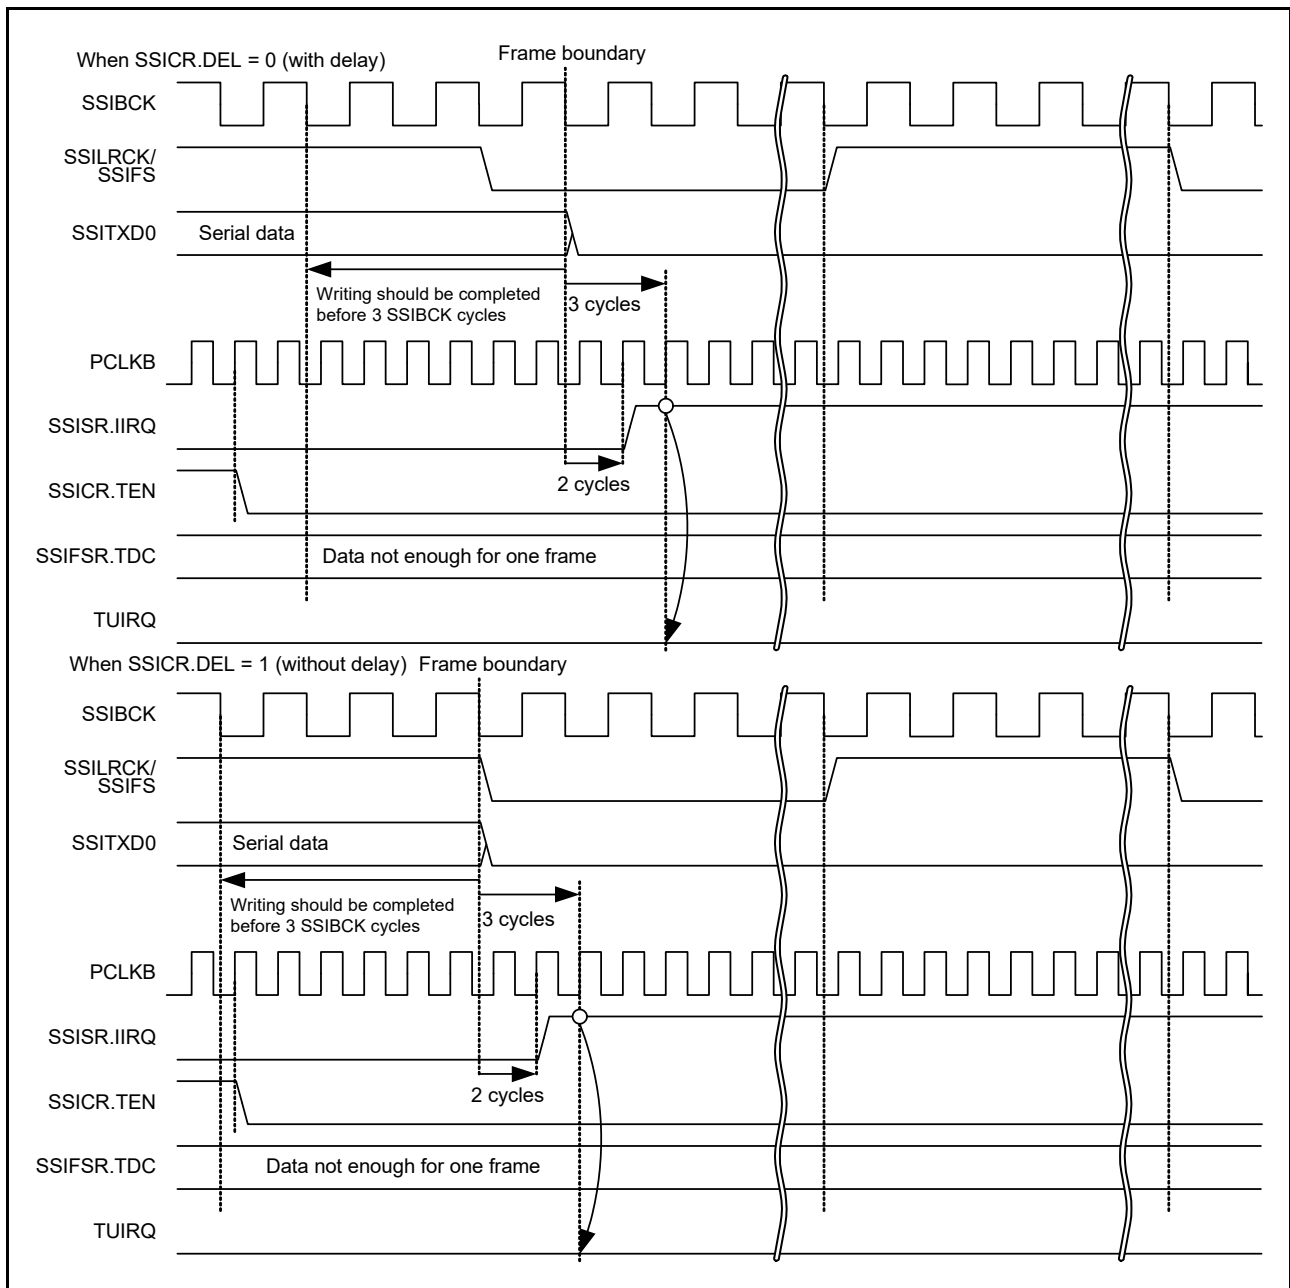 When SSICR.DEL = 0 (with delay)
Frame boundary
SSIBCK
SSILRCK/
SSIFS
SSITXD0
Serial data
Writing should be completed
before 3 SSIBCK cycles
3 cycles
PCLKB
SSISR.IIRQ
2 cycles
SSICR.TEN
SSIFSR.TDC
Data not enough for one frame
TUIRQ
When SSICR.DEL = 1 (without delay)
Frame boundary
SSIBCK
SSILRCK/
SSIFS
SSITXD0
Serial data
Writing should be completed
before 3 SSIBCK cycles
3 cycles
PCLKB
SSISR.IIRQ
2 cycles
SSICR.TEN
SSIFSR.TDC
Data not enough for one frame
TUIRQ